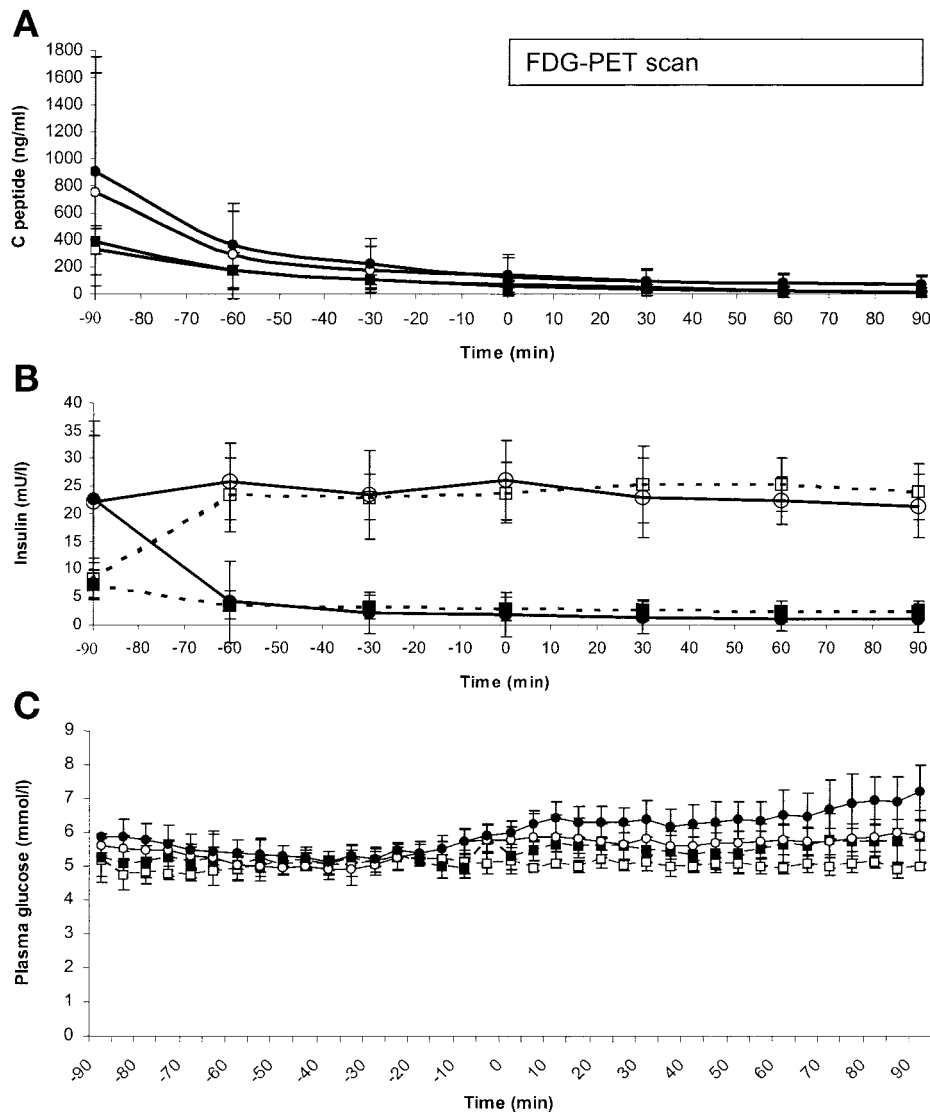 A
FDG-PET scan
C peptide (ng/ml)
1800
1600
1400
1200
1000
800
600
400
200
0
-90 -80 -70 -60 -50 -40 -30 -20 -10 0 10 20 30 40 50 60 70 80 90
Time (min)
B
Insulin (mU/l)
40
35
30
25
20
15
10
5
0
-90 -80 -70 -60 -50 -40 -30 -20 -10 0 10 20 30 40 50 60 70 80 90
Time (min)
C
Plasma glucose (mmol/l)
9
8
7
6
5
4
3
2
1
0
-90 -80 -70 -60 -50 -40 -30 -20 -10 0 10 20 30 40 50 60 70 80 90
Time (min)